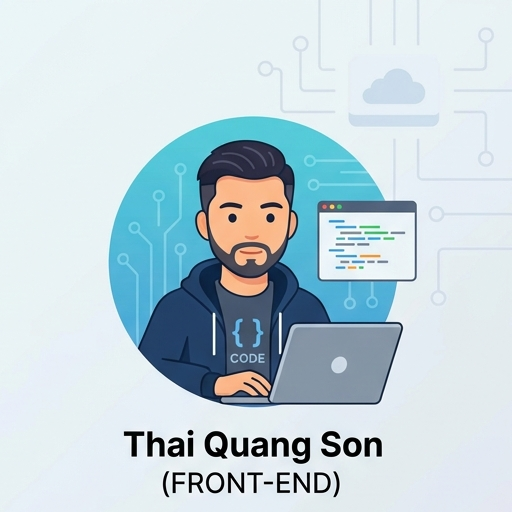 { }
CODE
Thai Quang Son
(FRONT-END)